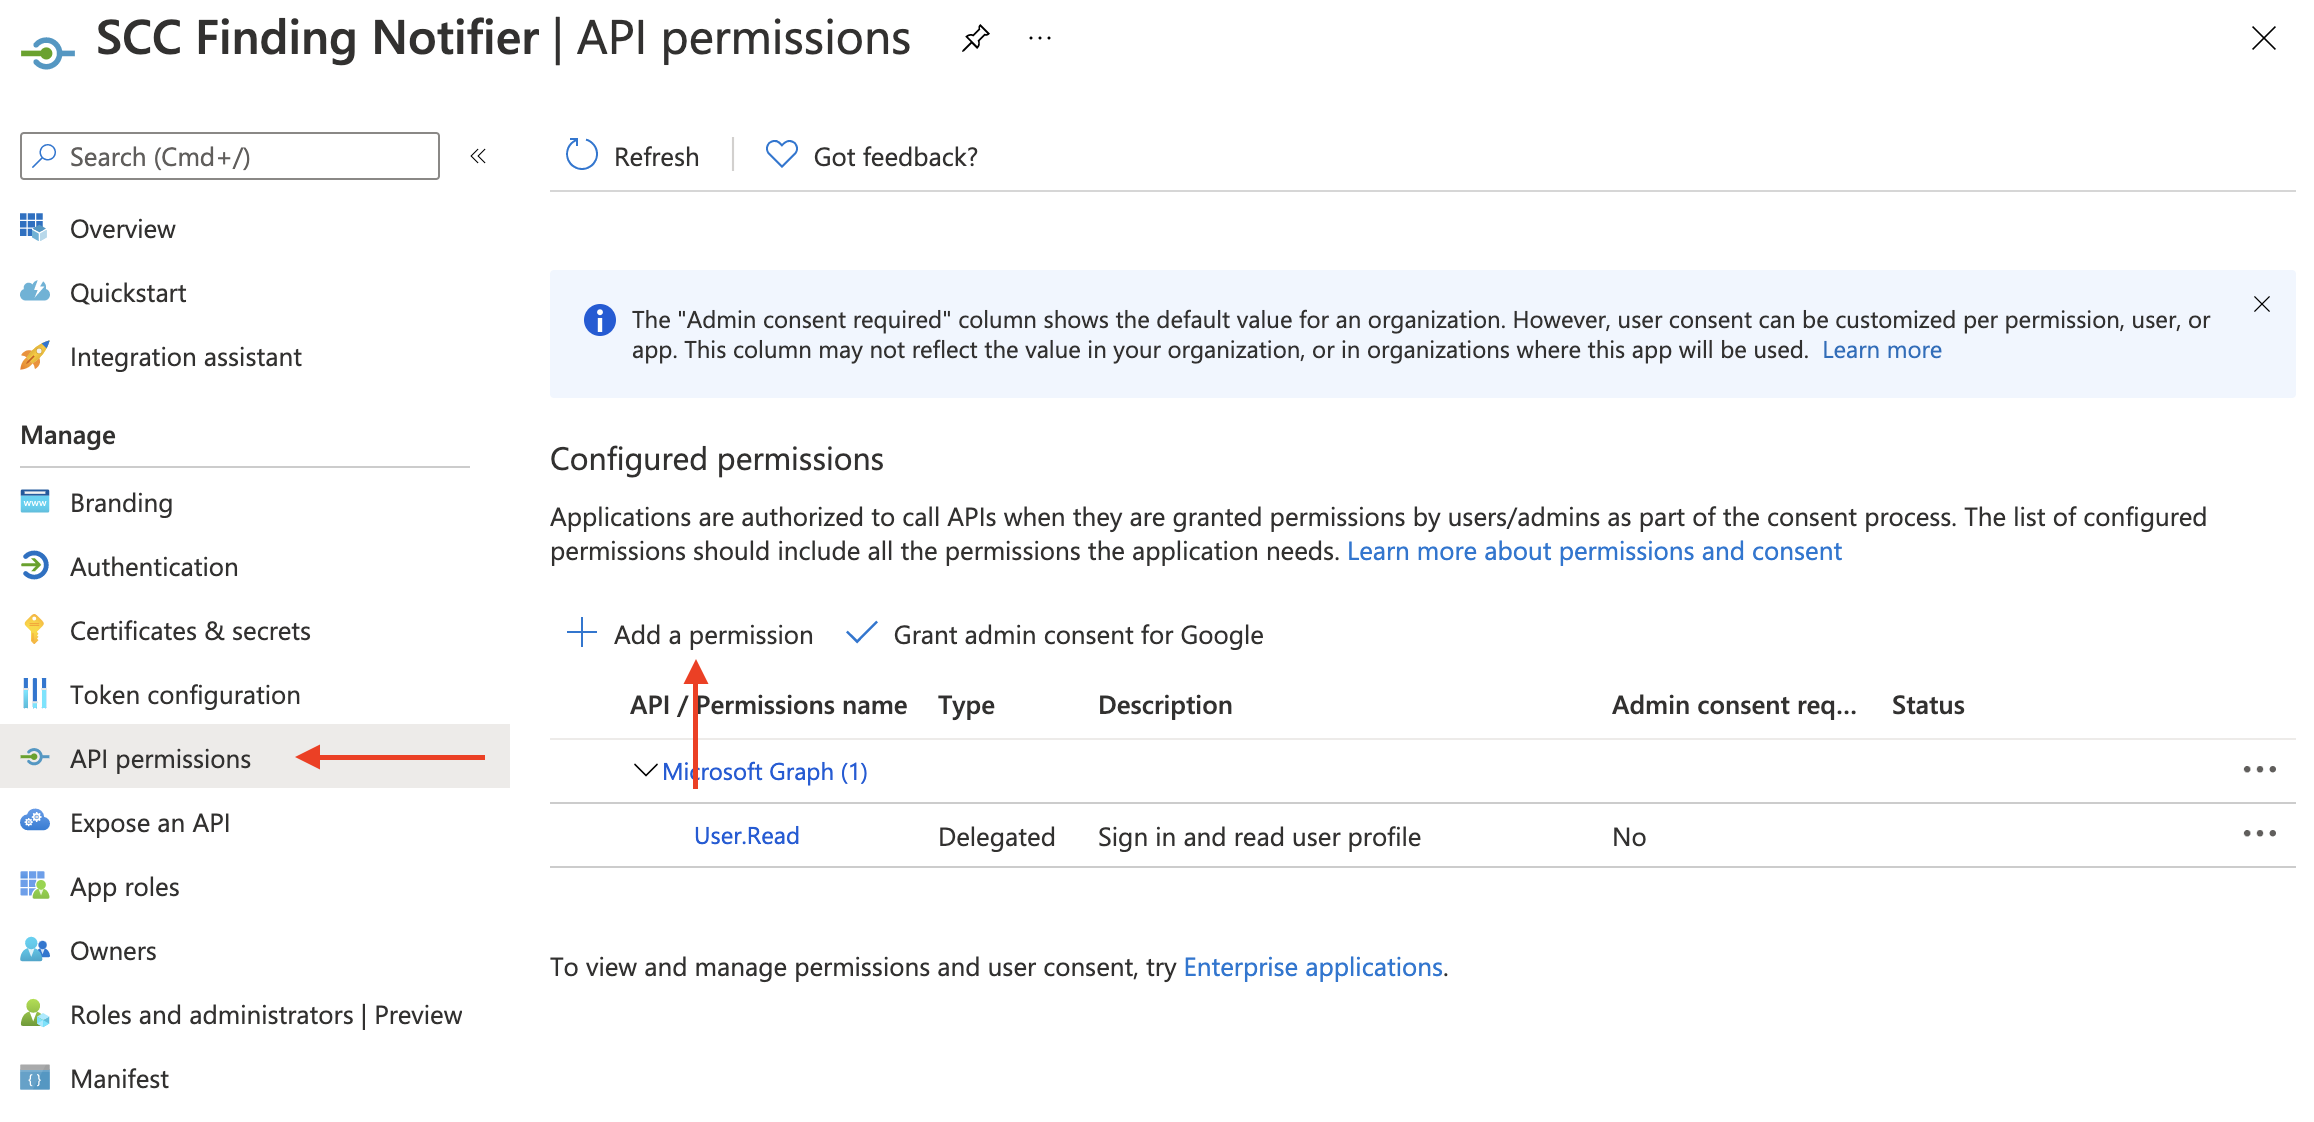 SCC Finding Notifier | API permissions
Search (Cmd+/)
«
Overview
Quickstart
Integration assistant
Manage
Branding
Authentication
Certificates & secrets
Token configuration
API permissions
Expose an API
App roles
Owners
Roles and administrators | Preview
Manifest
Refresh
Got feedback?
The "Admin consent required" column shows the default value for an organization. However, user consent can be customized per permission, user, or
app. This column may not reflect the value in your organization, or in organizations where this app will be used. Learn more
Configured permissions
Applications are authorized to call APIs when they are granted permissions by users/admins as part of the consent process. The list of configured
permissions should include all the permissions the application needs. Learn more about permissions and consent
Add a permission
Grant admin consent for Google
API / Permissions name Type Description Admin consent req... Status
Microsoft Graph (1)
User.Read Delegated Sign in and read user profile No
To view and manage permissions and user consent, try Enterprise applications.